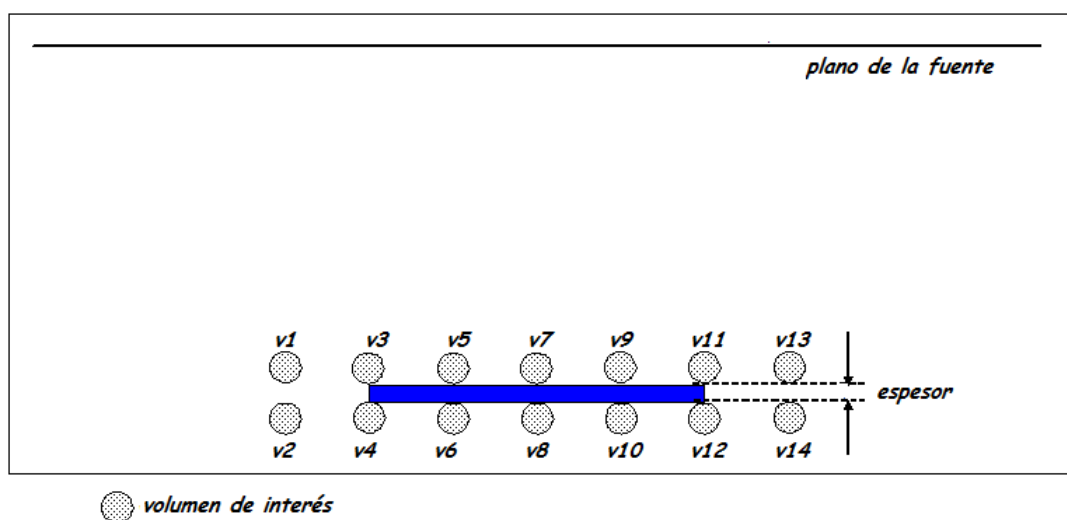 plano de la fuente
v1 v3 v5 v7 v9 v11 v13
espesor
v2 v4 v6 v8 v10 v12 v14
volumen de interés